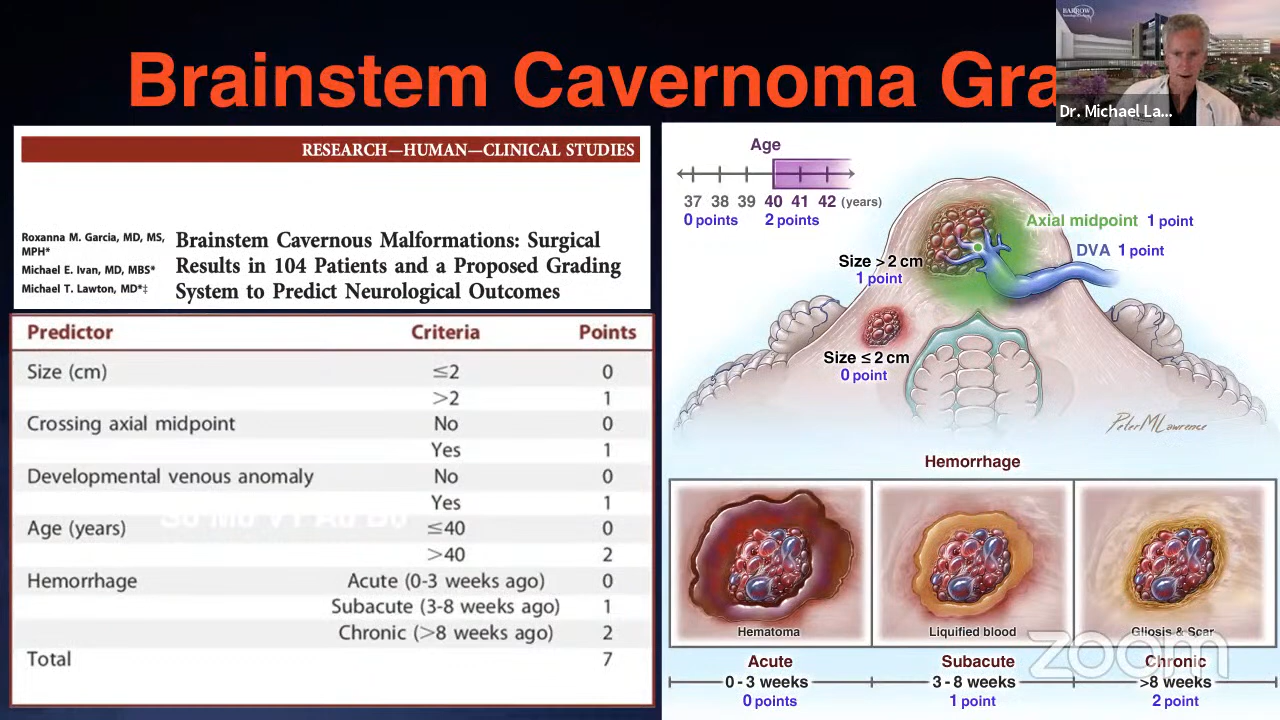 Brainstem Cavernoma Gra
BARROW
Dr. Michael La...
RESEARCH—HUMAN—CLINICAL STUDIES
Roxanna M. Garcia, MD, MS,
MPH*
Michael E. Ivan, MD, MBS*
Michael T. Lawton, MD*‡
Brainstem Cavernous Malformations: Surgical
Results in 104 Patients and a Proposed Grading
System to Predict Neurological Outcomes
Predictor Criteria Points
Size (cm) ≤2 0
>2 1
Crossing axial midpoint No 0
Yes 1
Developmental venous anomaly No 0
Yes 1
Age (years) ≤40 0
>40 2
Hemorrhage Acute (0-3 weeks ago) 0
Subacute (3-8 weeks ago) 1
Chronic (>8 weeks ago) 2
Total 7
Age
37 38 39 40 41 42 (years)
0 points 2 points
Axial midpoint 1 point
DVA 1 point
Size > 2 cm
1 point
Size ≤ 2 cm
0 point
Peter M Lawrence
Hemorrhage
Hematoma Liquified blood Gliosis & Scar
zoom
Acute Subacute Chronic
0 - 3 weeks 3 - 8 weeks >8 weeks
0 points 1 point 2 point